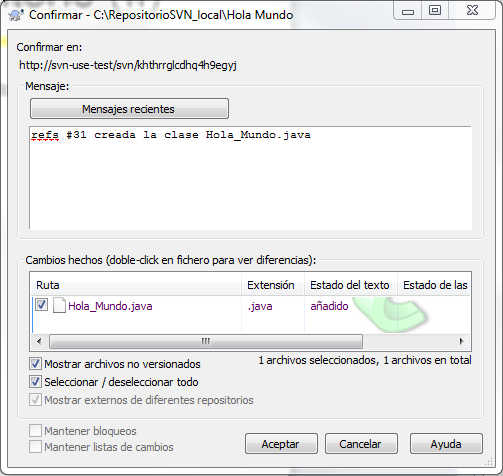 Confirmar - C:\RepositorioSVN_local\Hola Mundo
Confirmar en:
http://svn-use-test/svn/khthrrglcdhq4h9egyj
Mensaje:
Mensajes recientes
refs #31 creada la clase Hola_Mundo.java
Cambios hechos (doble-click en fichero para ver diferencias):
Ruta Extensión Estado del texto Estado de las
Hola_Mundo.java .java añadido
Mostrar archivos no versionados
1 archivos seleccionados, 1 archivos en total
Seleccionar / deseleccionar todo
Mostrar externos de diferentes repositorios
Mantener bloqueos
Mantener listas de cambios
Aceptar Cancelar Ayuda